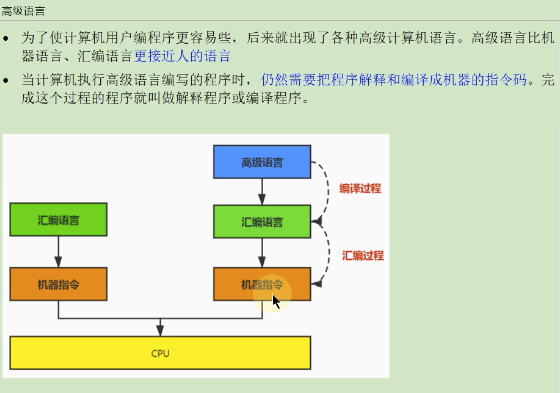 高级语言
为了使计算机用户编程序更容易些，后来就出现了各种高级计算机语言。高级语言比机
器语言、汇编语言更接近人的语言
当计算机执行高级语言编写的程序时，仍然需要把程序解释和编译成机器的指令码。完
成这个过程的程序就叫做解释程序或编译程序。
高级语言
编译过程
汇编语言
汇编语言
汇编过程
机器指令
机器指令
CPU